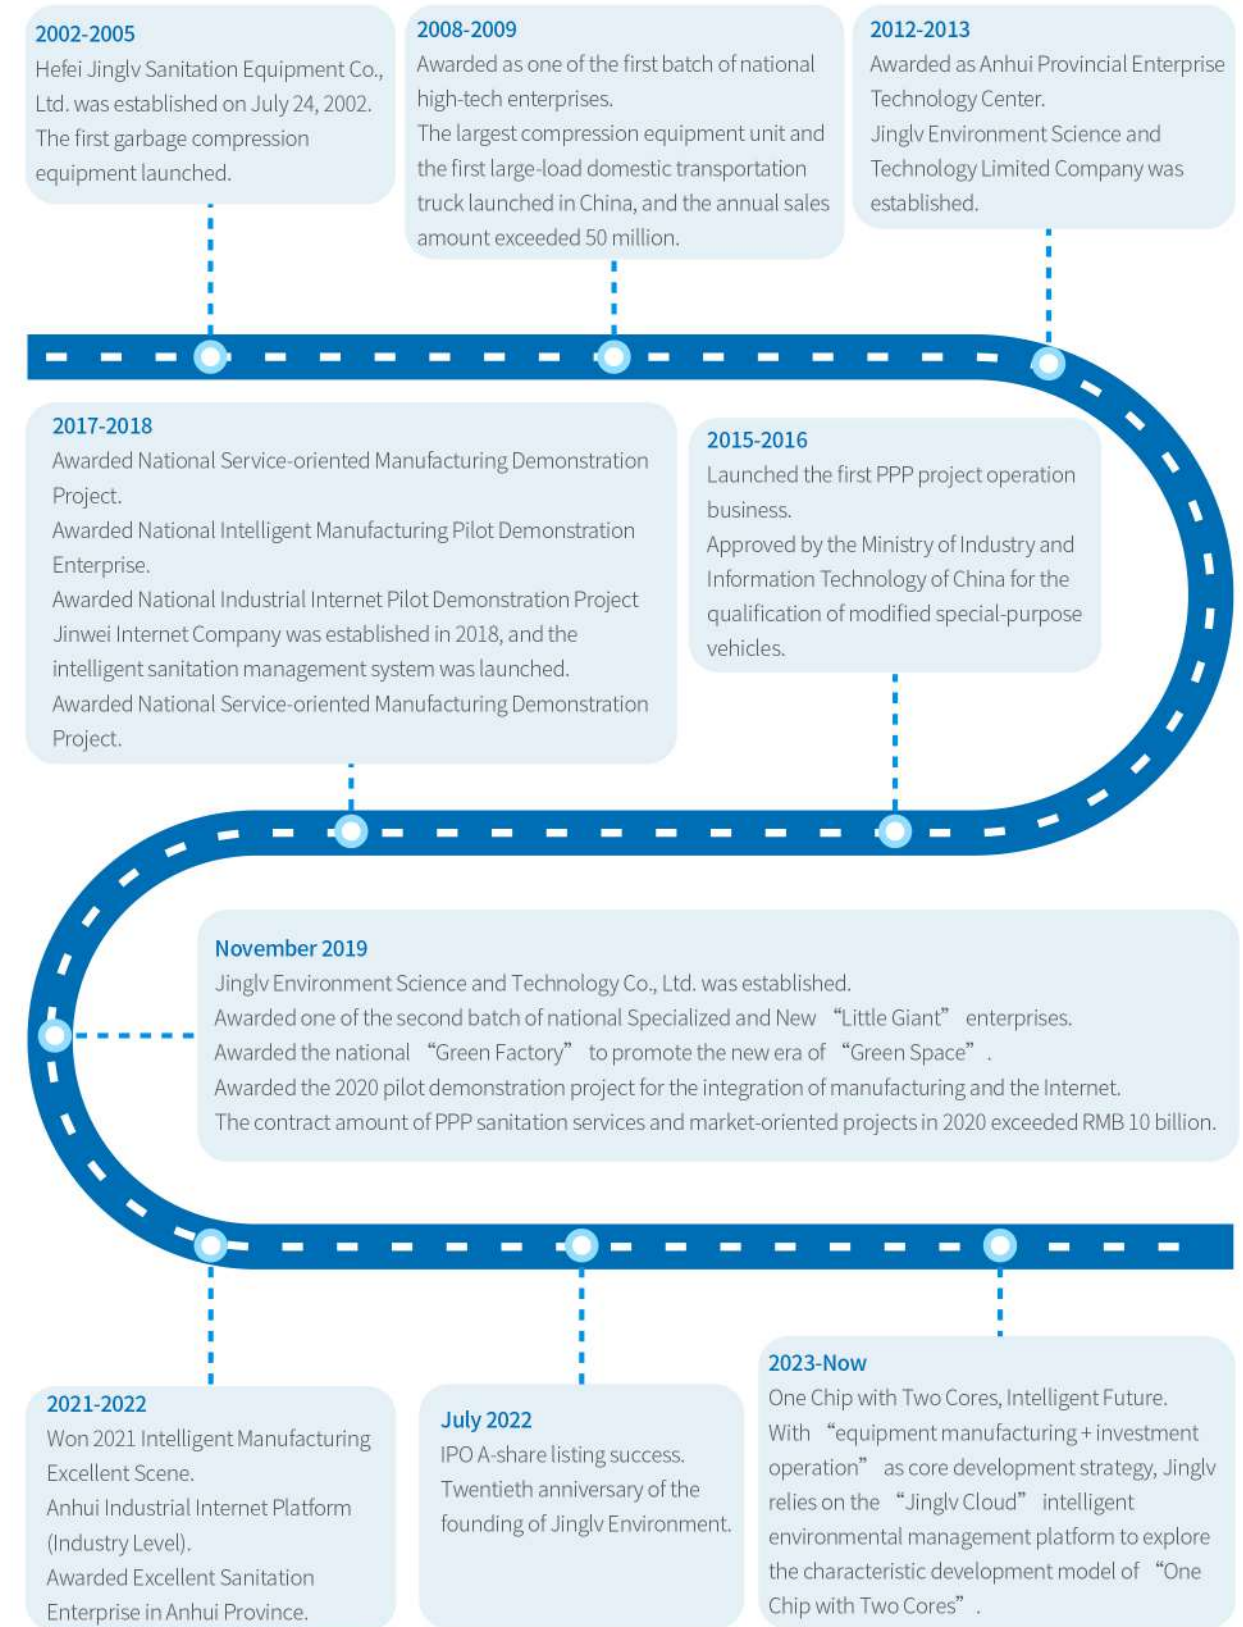 2002-2005
Hefei Jinglv Sanitation Equipment Co.,
Ltd. was established on July 24, 2002.
The first garbage compression
equipment launched.
2008-2009
Awarded as one of the first batch of national
high-tech enterprises.
The largest compression equipment unit and
the first large-load domestic transportation
truck launched in China, and the annual sales
amount exceeded 50 million.
2012-2013
Awarded as Anhui Provincial Enterprise
Technology Center.
Jinglv Environment Science and
Technology Limited Company was
established.
2015-2016
Launched the first PPP project operation
business.
Approved by the Ministry of Industry and
Information Technology of China for the
qualification of modified special-purpose
vehicles.
2017-2018
Awarded National Service-oriented Manufacturing Demonstration
Project.
Awarded National Intelligent Manufacturing Pilot Demonstration
Enterprise.
Awarded National Industrial Internet Pilot Demonstration Project
Jinwei Internet Company was established in 2018, and the
intelligent sanitation management system was launched.
Awarded National Service-oriented Manufacturing Demonstration
Project.
November 2019
Jinglv Environment Science and Technology Co., Ltd. was established.
Awarded one of the second batch of national Specialized and New “Little Giant” enterprises.
Awarded the national “Green Factory” to promote the new era of “Green Space”.
Awarded the 2020 pilot demonstration project for the integration of manufacturing and the Internet.
The contract amount of PPP sanitation services and market-oriented projects in 2020 exceeded RMB 10 billion.
2021-2022
Won 2021 Intelligent Manufacturing
Excellent Scene.
Anhui Industrial Internet Platform
(Industry Level).
Awarded Excellent Sanitation
Enterprise in Anhui Province.
July 2022
IPO A-share listing success.
Twentieth anniversary of the
founding of Jinglv Environment.
2023-Now
One Chip with Two Cores, Intelligent Future.
With “equipment manufacturing + investment
operation” as core development strategy, Jinglv
relies on the “Jinglv Cloud” intelligent
environmental management platform to explore
the characteristic development model of “One
Chip with Two Cores”.